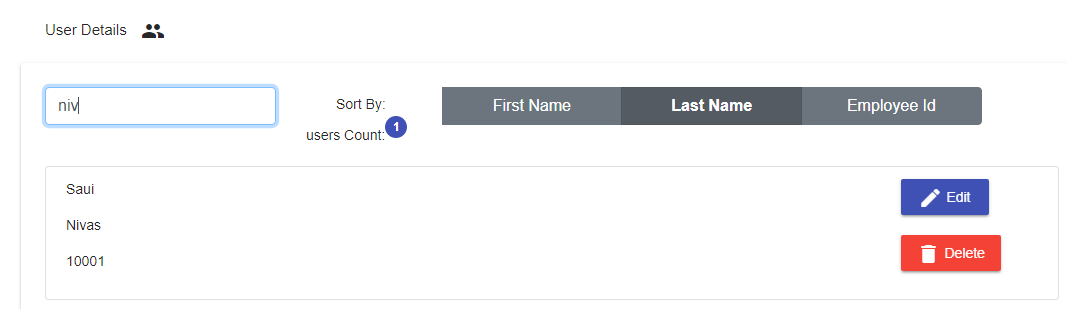 User Details
niv
Sort By:
First Name
Last Name
Employee Id
users Count:
1
Saui
Edit
Nivas
10001
Delete